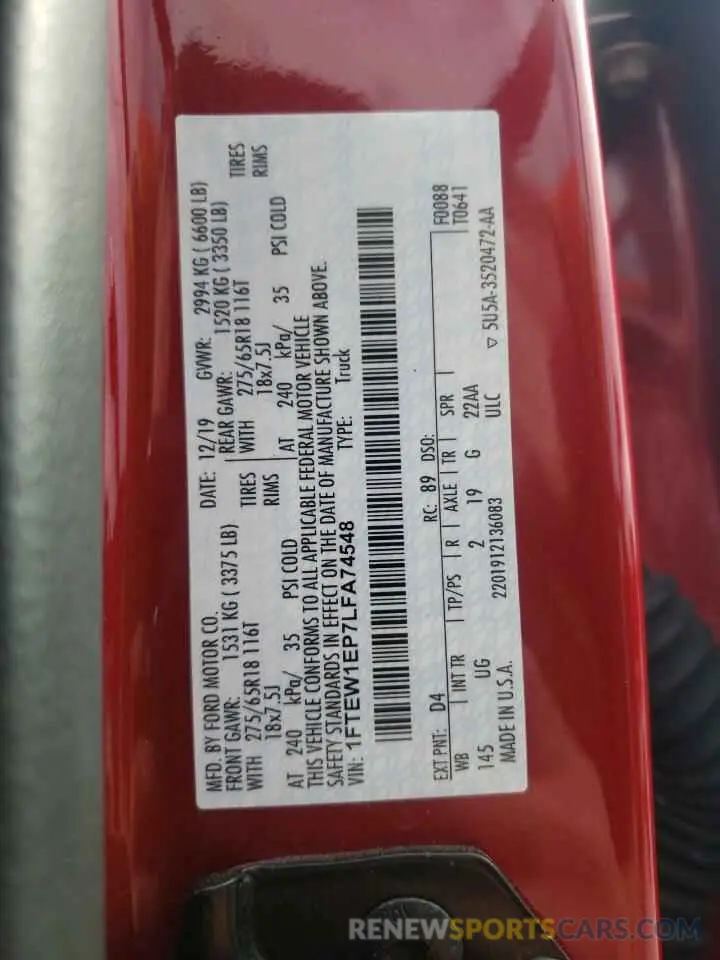 MFD. BY FORD MOTOR CO. DATE: 12/19 GVWR: 2994 KG ( 6600 LB)
FRONT GAWR: 1531 KG ( 3375 LB) REAR GAWR: 1520 KG ( 3350 LB)
WITH 275/65R18 116T TIRES WITH 275/65R18 116T TIRES
18x7.5J RIMS 18x7.5J RIMS
AT 240 kPa/ 35 PSI COLD AT 240 kPa/ 35 PSI COLD
THIS VEHICLE CONFORMS TO ALL APPLICABLE FEDERAL MOTOR VEHICLE
SAFETY STANDARDS IN EFFECT ON THE DATE OF MANUFACTURE SHOWN ABOVE.
VIN: 1FTEW1EP7LFA74548 TYPE: Truck
EXT PNT: D4 RC: 89 DSO: F0088
WB INT TR TP/PS R AXLE TR SPR T0641
145 UG 2 19 G 22AA
2201912136083 ULC
MADE IN U.S.A. ▽ 5U5A-3520472-AA
RENEWSPORTSCARS.COM